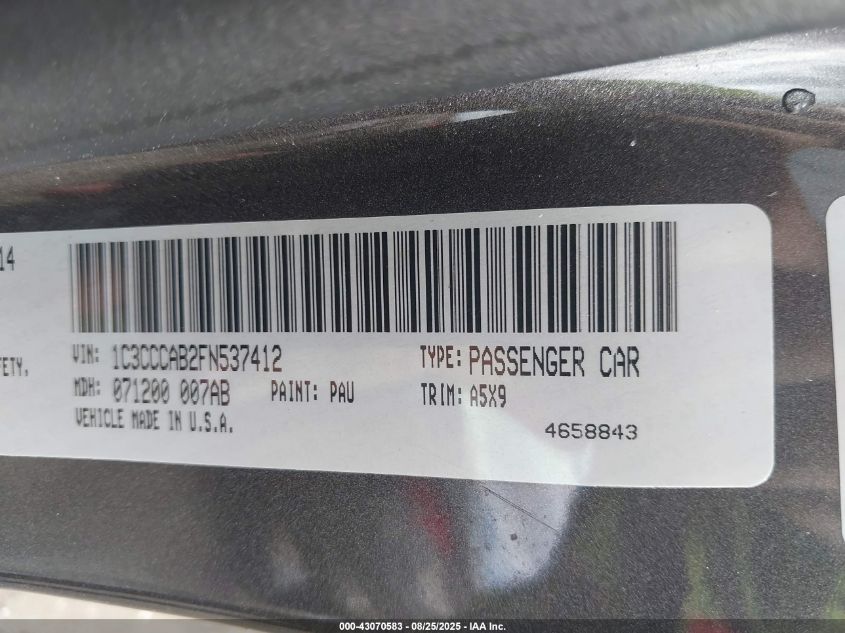 14
FETY,
VIN: 1C3CCCAB2FN537412 TYPE: PASSENGER CAR
MDH: 071200 007AB PAINT: PAU TRIM: A5X9
VEHICLE MADE IN U.S.A.
4658843
000-43070583 - 08/25/2025 - IAA Inc.